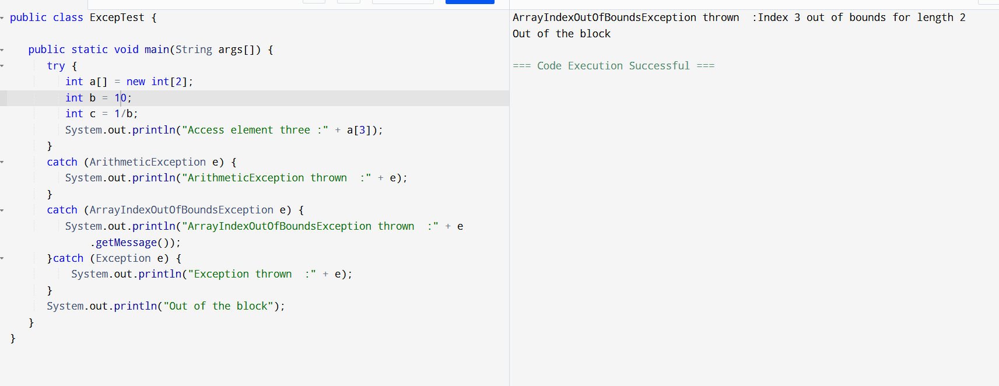 public class ExcepTest {
public static void main(String args[]) {
try {
int a[] = new int[2];
int b = 10;
int c = 1/b;
System.out.println("Access element three :" + a[3]);
}
catch (ArithmeticException e) {
System.out.println("ArithmeticException thrown  :" + e);
}
catch (ArrayIndexOutOfBoundsException e) {
System.out.println("ArrayIndexOutOfBoundsException thrown  :" + e
.getMessage());
}catch (Exception e) {
System.out.println("Exception thrown  :" + e);
}
System.out.println("Out of the block");
}
}
ArrayIndexOutOfBoundsException thrown  :Index 3 out of bounds for length 2
Out of the block
=== Code Execution Successful ===